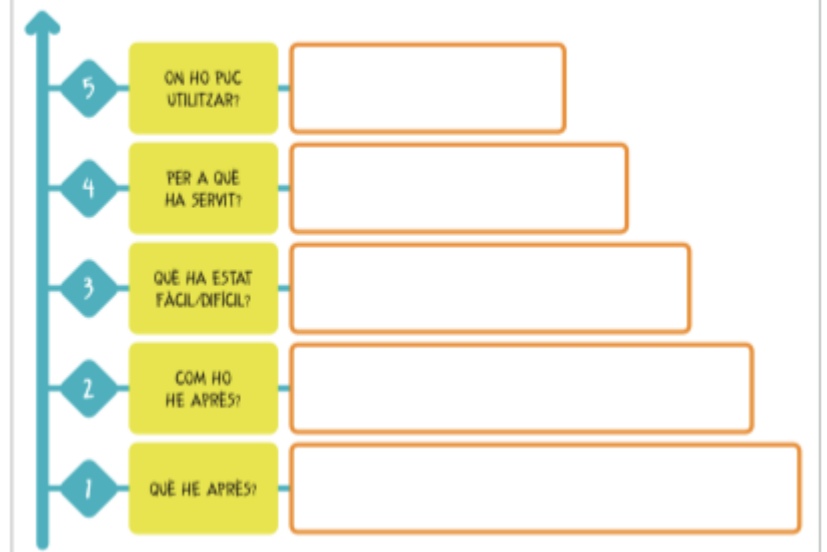 5
ON HO PUC
UTILITZAR?
4
PER A QUÈ
HA SERVIT?
3
QUÈ HA ESTAT
FÀCIL/DIFÍCIL?
2
COM HO
HE APRÈS?
1
QUÈ HE APRÈS?